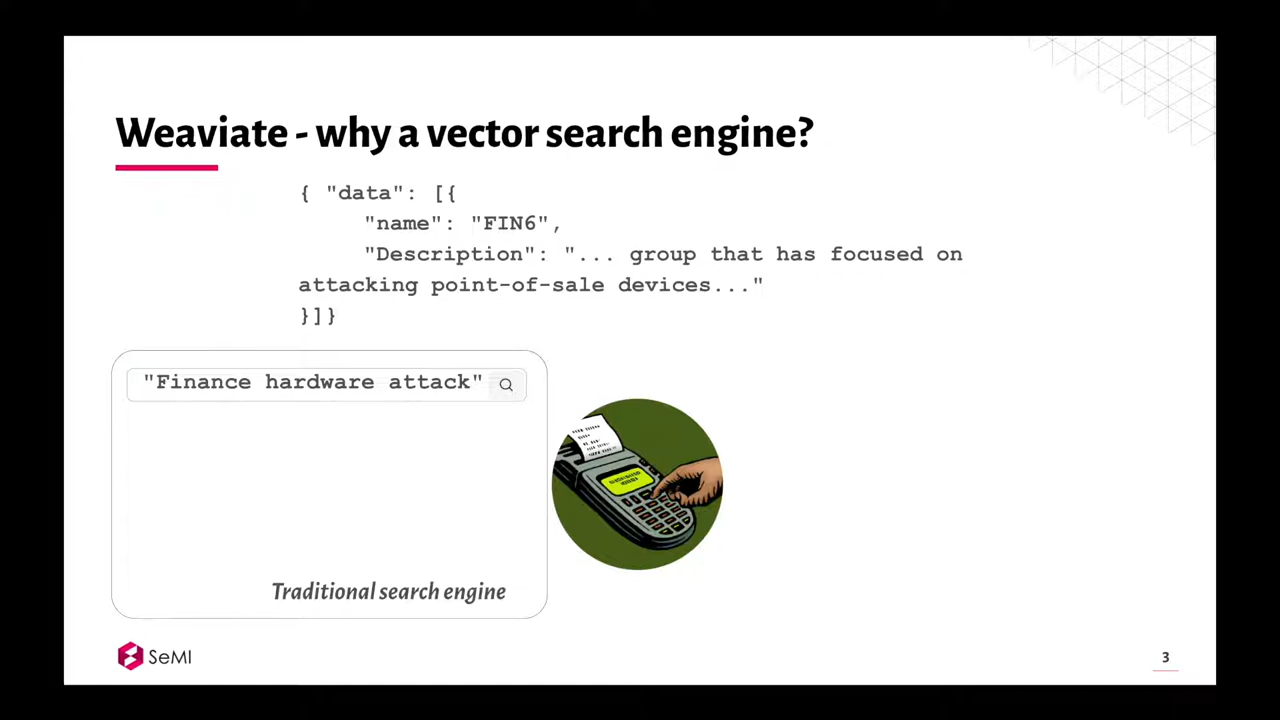 Weaviate - why a vector search engine?
{ "data": [{
"name": "FIN6",
"Description": "... group that has focused on
attacking point-of-sale devices..."
}]}
"Finance hardware attack"
Traditional search engine
SeMI
3